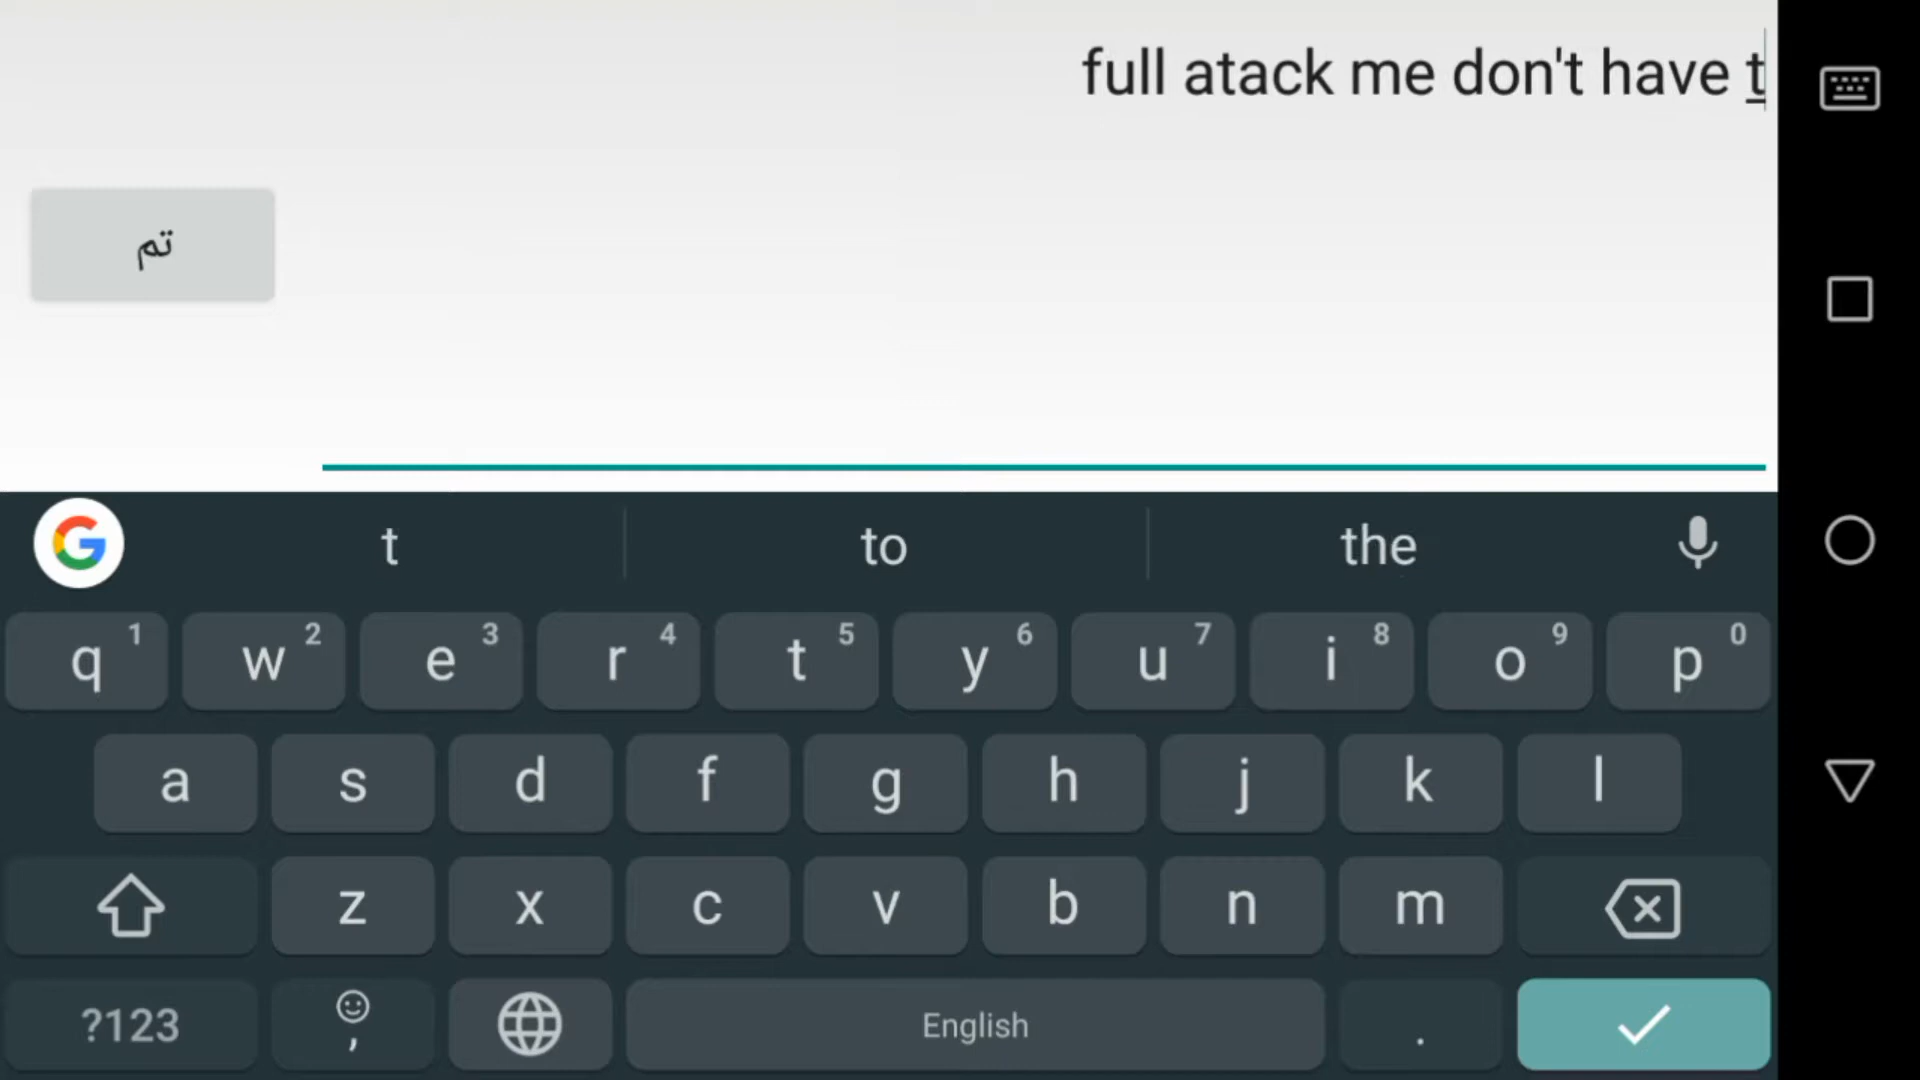 full atack me don't have t
تم
t to the
q 1 w 2 e 3 r 4 t 5 y 6 u 7 i 8 o 9 p 0
a s d f g h j k l
z x c v b n m
?123 , English .